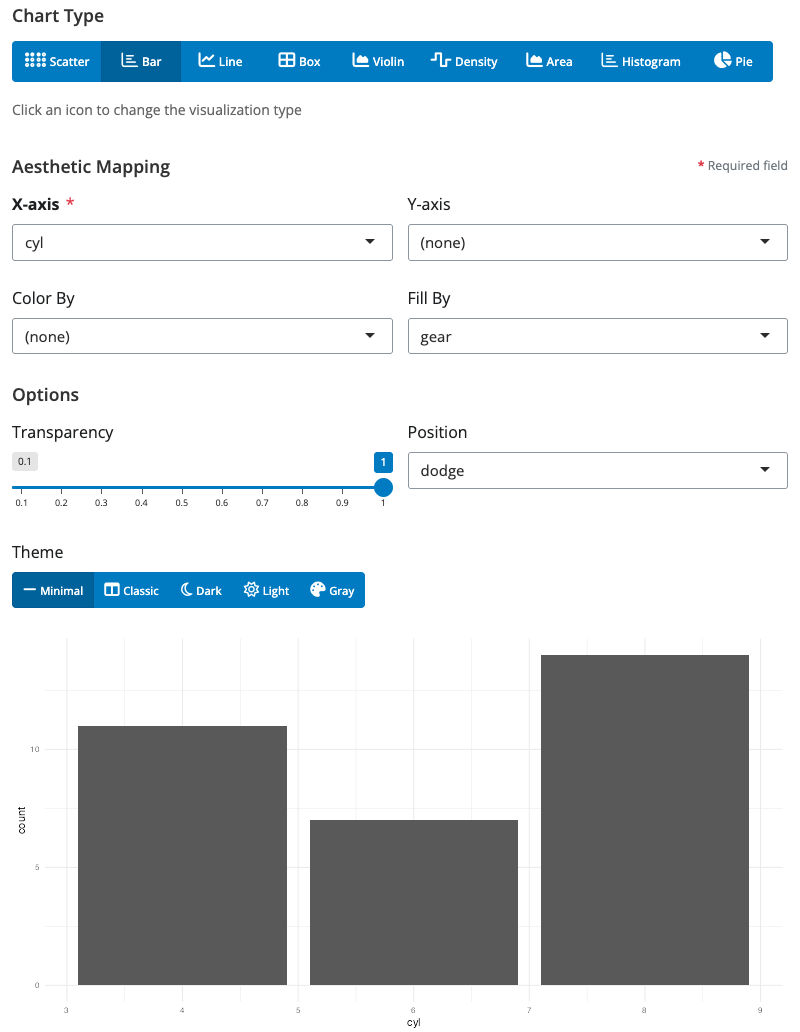 Chart Type
Scatter Bar Line Box Violin Density Area Histogram Pie
Click an icon to change the visualization type
Aesthetic Mapping
* Required field
X-axis *
Y-axis
cyl
(none)
Color By
Fill By
(none)
gear
Options
Transparency
Position
0.1
1
dodge
0.1 0.2 0.3 0.4 0.5 0.6 0.7 0.8 0.9 1
Theme
Minimal Classic Dark Light Gray
10
count
5
0
3 4 5 6 7 8 9
cyl